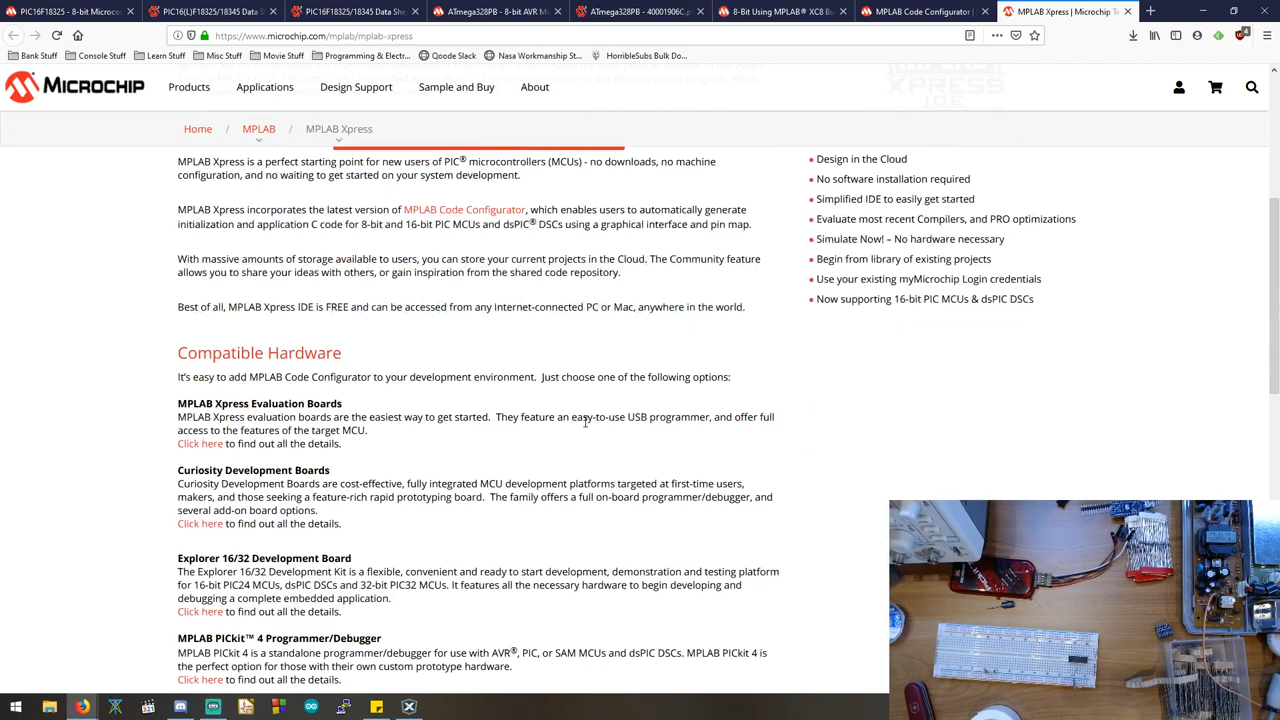 PIC16F18325 - 8-bit Microco
PIC16(L)F18325/18345 Data S
PIC16F18325/18345 Data She
ATmega328PB - 8-bit AVR M
ATmega328PB - 40001906C.p
8-Bit Using MPLAB® XC8 Bu
MPLAB Code Configurator |
MPLAB Xpress | Microchip Te
https://www.microchip.com/mplab/mplab-xpress
Bank Stuff
Console Stuff
Learn Stuff
Misc Stuff
Movie Stuff
Programming & Electr...
Qoode Slack
Nasa Workmanship St...
HorribleSubs Bulk Do...
MICROCHIP
Products
Applications
Design Support
Sample and Buy
About
XPRESS
IDE
Home / MPLAB / MPLAB Xpress
MPLAB Xpress is a perfect starting point for new users of PIC® microcontrollers (MCUs) - no downloads, no machine
configuration, and no waiting to get started on your system development.
MPLAB Xpress incorporates the latest version of MPLAB Code Configurator, which enables users to automatically generate
initialization and application C code for 8-bit and 16-bit PIC MCUs and dsPIC® DSCs using a graphical interface and pin map.
With massive amounts of storage available to users, you can store your current projects in the Cloud. The Community feature
allows you to share your ideas with others, or gain inspiration from the shared code repository.
Best of all, MPLAB Xpress IDE is FREE and can be accessed from any Internet-connected PC or Mac, anywhere in the world.
Design in the Cloud
No software installation required
Simplified IDE to easily get started
Evaluate most recent Compilers, and PRO optimizations
Simulate Now! – No hardware necessary
Begin from library of existing projects
Use your existing myMicrochip Login credentials
Now supporting 16-bit PIC MCUs & dsPIC DSCs
Compatible Hardware
It's easy to add MPLAB Code Configurator to your development environment. Just choose one of the following options:
MPLAB Xpress Evaluation Boards
MPLAB Xpress evaluation boards are the easiest way to get started. They feature an easy-to-use USB programmer, and offer full
access to the features of the target MCU.
Click here to find out all the details.
Curiosity Development Boards
Curiosity Development Boards are cost-effective, fully integrated MCU development platforms targeted at first-time users,
makers, and those seeking a feature-rich rapid prototyping board. The family offers a full on-board programmer/debugger, and
several add-on board options.
Click here to find out all the details.
Explorer 16/32 Development Board
The Explorer 16/32 Development Kit is a flexible, convenient and ready to start development, demonstration and testing platform
for 16-bit PIC24 MCUs, dsPIC DSCs and 32-bit PIC32 MCUs. It features all the necessary hardware to begin developing and
debugging a complete embedded application.
Click here to find out all the details.
MPLAB PICkit™ 4 Programmer/Debugger
MPLAB PICkit 4 is a standalone programmer/debugger for use with AVR®, PIC, or SAM MCUs and dsPIC DSCs. MPLAB PICkit 4 is
the perfect option for those with their own custom prototype hardware.
Click here to find out all the details.